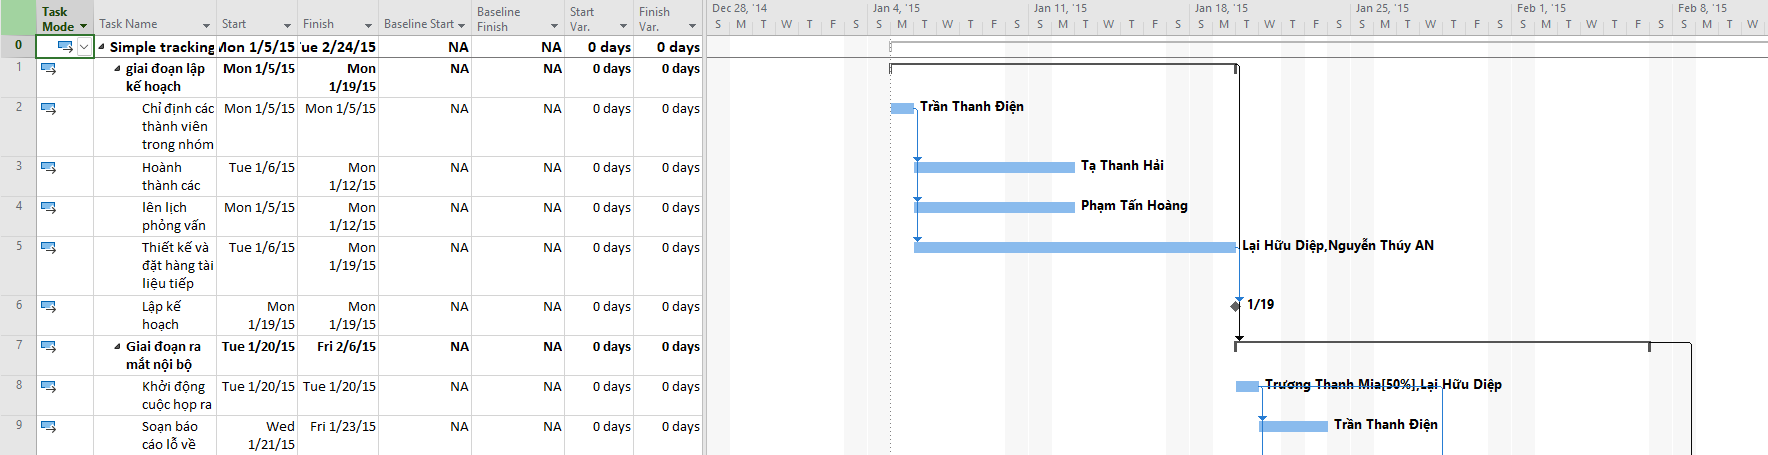 Task Mode Task Name Start Finish Baseline Start Baseline Finish Start Var. Finish Var.
Dec 28, '14 Jan 4, '15 Jan 11, '15 Jan 18, '15 Jan 25, '15 Feb 1, '15 Feb 8, '15
S M T W T F S S M T W T F S S M T W T F S S M T W T F S S M T W T F S S M T W T F S S M T W
0 Simple tracking Mon 1/5/15 Tue 2/24/15 NA NA 0 days 0 days
1 giai đoạn lập Mon 1/5/15 Mon NA NA 0 days 0 days
kế hoạch 1/19/15
2 Chỉ định các Mon 1/5/15 Mon 1/5/15 NA NA 0 days 0 days Trần Thanh Điện
thành viên
trong nhóm
3 Hoành Tue 1/6/15 Mon NA NA 0 days 0 days Tạ Thanh Hải
thành các 1/12/15
4 lên lịch Mon 1/5/15 Mon NA NA 0 days 0 days Phạm Tấn Hoàng
phỏng vấn 1/12/15
5 Thiết kế và Tue 1/6/15 Mon NA NA 0 days 0 days Lại Hữu Diệp,Nguyễn Thúy AN
đặt hàng tài 1/19/15
liệu tiếp
6 Lập kế Mon Mon NA NA 0 days 0 days 1/19
hoạch 1/19/15 1/19/15
7 Giai đoạn ra Tue 1/20/15 Fri 2/6/15 NA NA 0 days 0 days
mắt nội bộ
8 Khởi động Tue 1/20/15 Tue 1/20/15 NA NA 0 days 0 days Trương Thanh Mia[50%],Lại Hữu Diệp
cuộc họp ra
9 Soạn báo Wed Fri 1/23/15 NA NA 0 days 0 days Trần Thanh Điện
cáo lỗ về 1/21/15